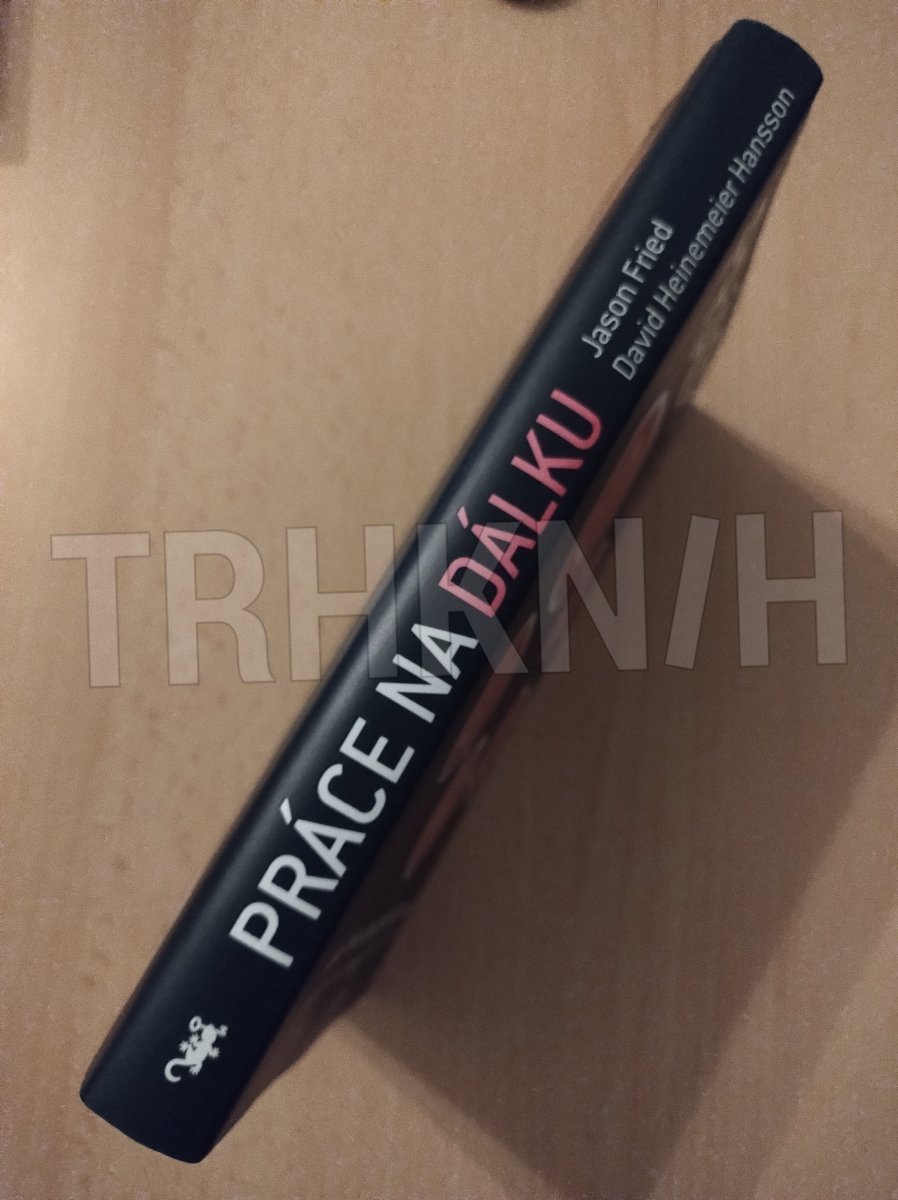 PRÁCE NA DÁLKU
Jason Fried
David Heinemeier Hansson
TRHKNIH